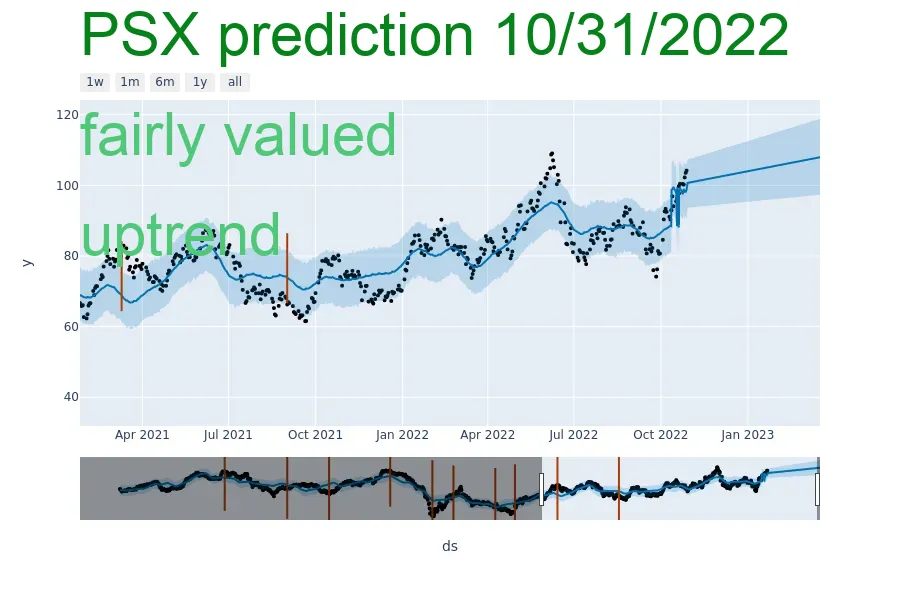 PSX prediction 10/31/2022
1w 1m 6m 1y all
fairly valued
uptrend
120
100
80
60
40
y
Apr 2021 Jul 2021 Oct 2021 Jan 2022 Apr 2022 Jul 2022 Oct 2022 Jan 2023
ds